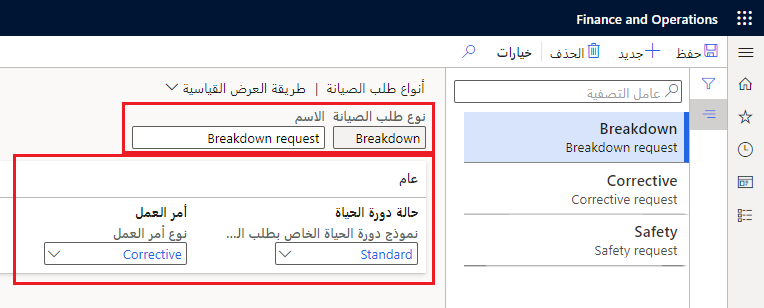 Finance and Operations
حفظ جديد الحذف خيارات
عامل التصفية
Breakdown
Breakdown request
Corrective
Corrective request
Safety
Safety request
أنواع طلب الصيانة | طريقة العرض القياسية
نوع طلب الصيانة الاسم
Breakdown Breakdown request
عام
حالة دورة الحياة أمر العمل
نموذج دورة الحياة الخاص بطلب الـ... نوع أمر العمل
Standard Corrective